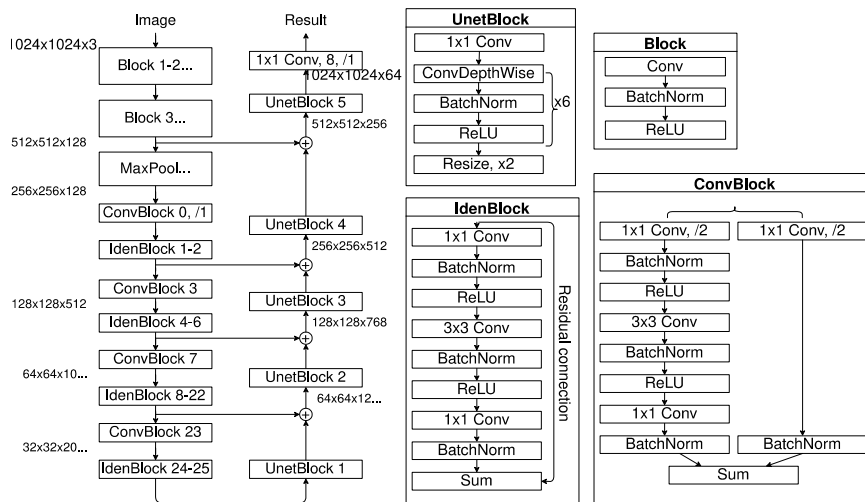 Image
1024x1024x3
Block 1-2...
Block 3...
512x512x128
MaxPool...
256x256x128
ConvBlock 0, /1
IdenBlock 1-2
ConvBlock 3
128x128x512
IdenBlock 4-6
ConvBlock 7
64x64x10...
IdenBlock 8-22
ConvBlock 23
32x32x20...
IdenBlock 24-25
Result
1x1 Conv, 8, /1
1024x1024x64
UnetBlock 5
512x512x256
UnetBlock 4
256x256x512
UnetBlock 3
128x128x768
UnetBlock 2
64x64x12...
UnetBlock 1
UnetBlock
1x1 Conv
ConvDepthWise
BatchNorm
x6
ReLU
Resize, x2
IdenBlock
1x1 Conv
BatchNorm
ReLU
3x3 Conv
BatchNorm
ReLU
1x1 Conv
BatchNorm
Sum
Residual connection
Block
Conv
BatchNorm
ReLU
ConvBlock
1x1 Conv, /2
BatchNorm
ReLU
3x3 Conv
BatchNorm
ReLU
1x1 Conv
BatchNorm
1x1 Conv, /2
BatchNorm
Sum